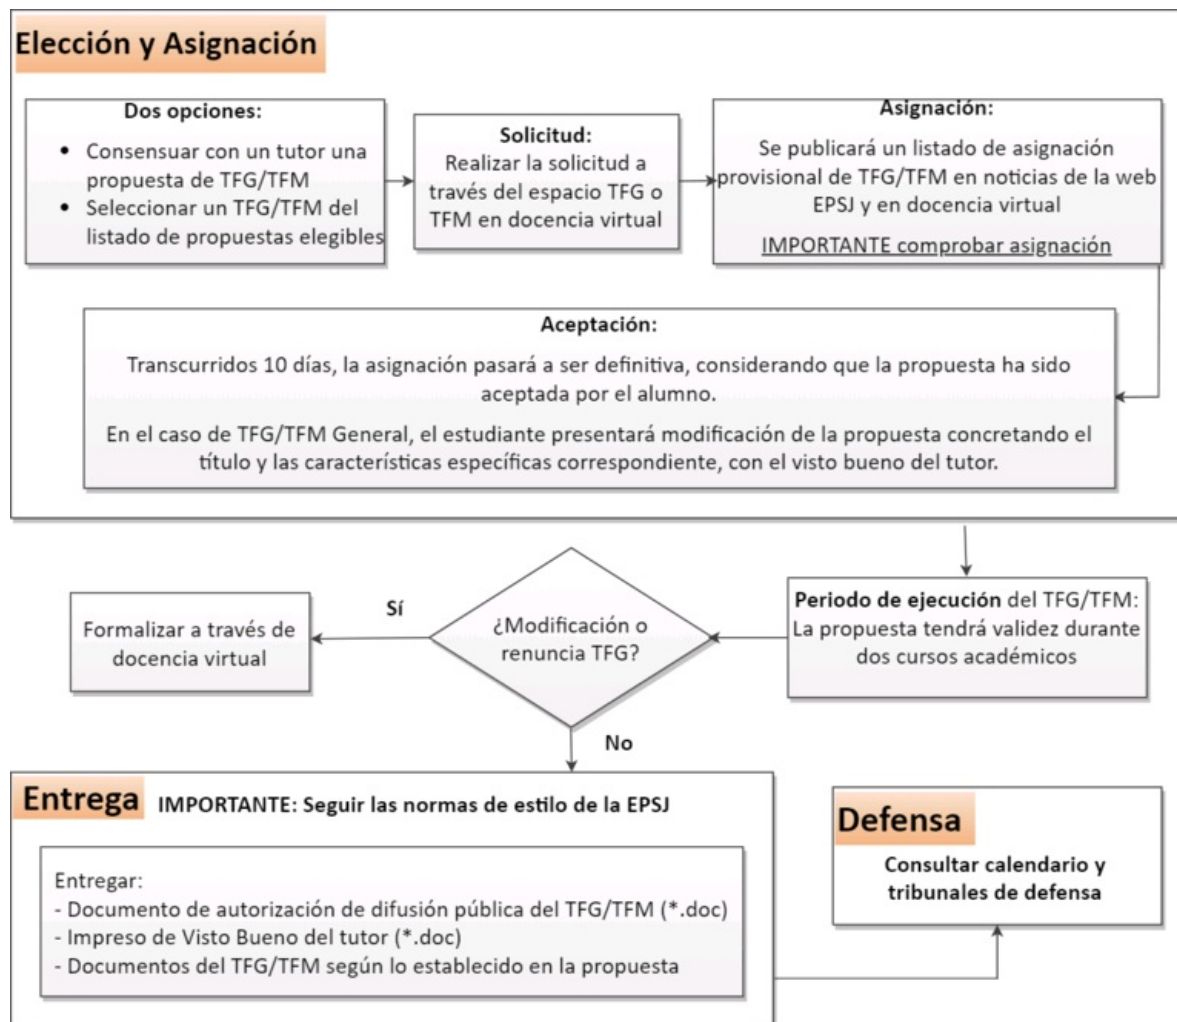 Elección y Asignación
Dos opciones:
• Consensuar con un tutor una
propuesta de TFG/TFM
• Seleccionar un TFG/TFM del
listado de propuestas elegibles
Solicitud:
Realizar la solicitud a
través del espacio TFG o
TFM en docencia virtual
Asignación:
Se publicará un listado de asignación
provisional de TFG/TFM en noticias de la web
EPSJ y en docencia virtual
IMPORTANTE comprobar asignación
Aceptación:
Transcurridos 10 días, la asignación pasará a ser definitiva, considerando que la propuesta ha sido
aceptada por el alumno.
En el caso de TFG/TFM General, el estudiante presentará modificación de la propuesta concretando el
título y las características específicas correspondiente, con el visto bueno del tutor.
Periodo de ejecución del TFG/TFM:
La propuesta tendrá validez durante
dos cursos académicos
¿Modificación o
renuncia TFG?
Sí
Formalizar a través de
docencia virtual
No
Entrega IMPORTANTE: Seguir las normas de estilo de la EPSJ
Entregar:
- Documento de autorización de difusión pública del TFG/TFM (*.doc)
- Impreso de Visto Bueno del tutor (*.doc)
- Documentos del TFG/TFM según lo establecido en la propuesta
Defensa
Consultar calendario y
tribunales de defensa